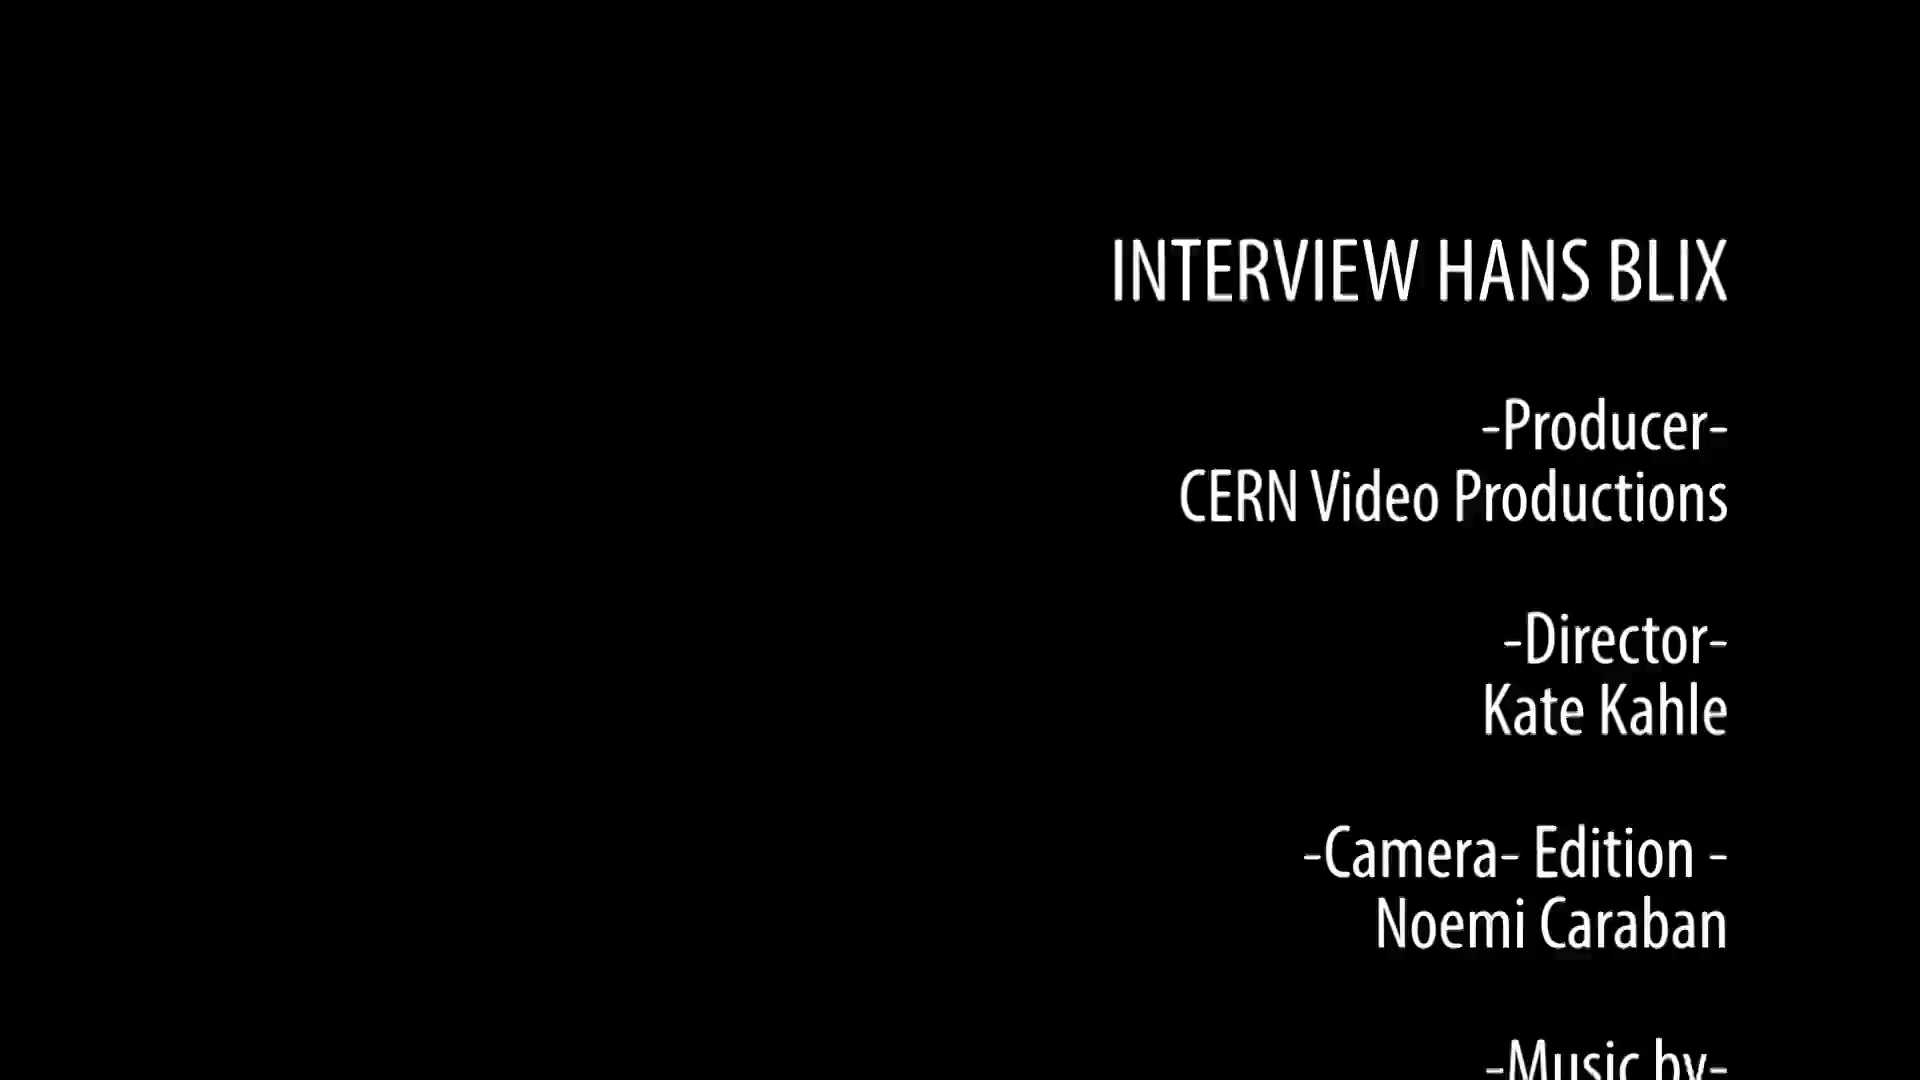 INTERVIEW HANS BLIX
-Producer-
CERN Video Productions
-Director-
Kate Kahle
-Camera- Edition -
Noemi Caraban
-Music by-